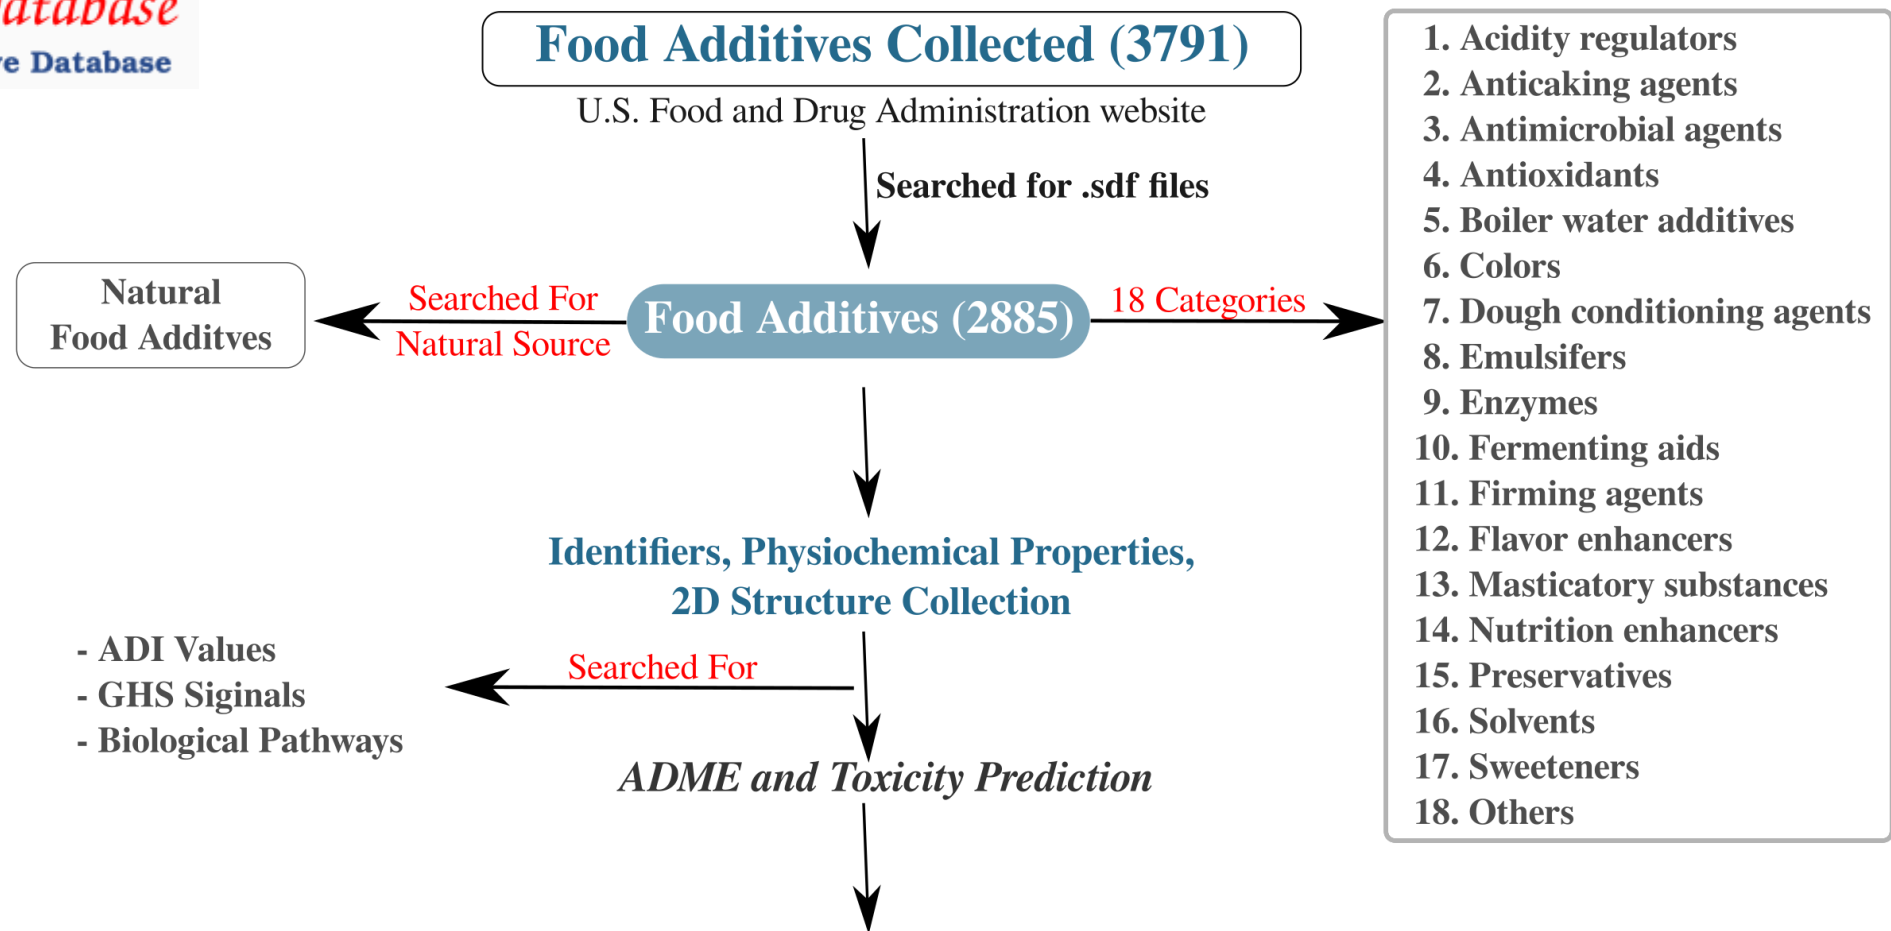 Database
Food Additives Collected (3791)
U.S. Food and Drug Administration website
Searched for .sdf files
Natural
Food Additves
Searched For
Natural Source
Food Additives (2885)
18 Categories
1. Acidity regulators
2. Anticaking agents
3. Antimicrobial agents
4. Antioxidants
5. Boiler water additives
6. Colors
7. Dough conditioning agents
8. Emulsifers
9. Enzymes
10. Fermenting aids
11. Firming agents
12. Flavor enhancers
13. Masticatory substances
14. Nutrition enhancers
15. Preservatives
16. Solvents
17. Sweeteners
18. Others
Identifiers, Physiochemical Properties,
2D Structure Collection
Searched For
- ADI Values
- GHS Siginals
- Biological Pathways
ADME and Toxicity Prediction